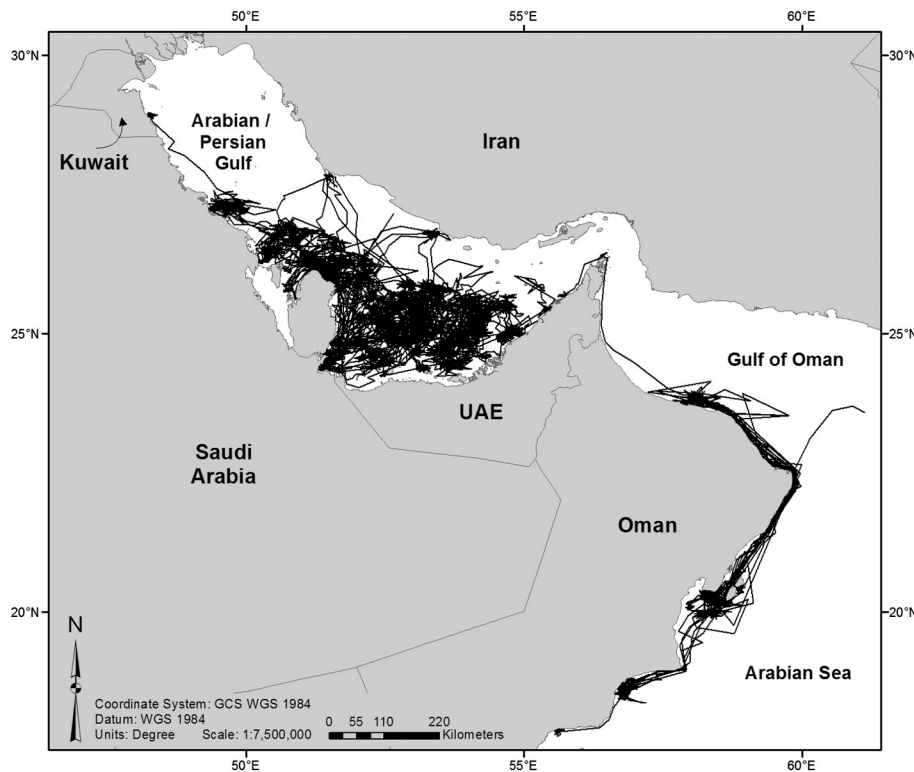 50°E 55°E 60°E
30°N 30°N
Arabian /
Persian
Gulf
Iran
Kuwait
25°N 25°N
Gulf of Oman
UAE
Saudi
Arabia
Oman
20°N 20°N
N
Arabian Sea
Coordinate System: GCS WGS 1984
Datum: WGS 1984
Units: Degree Scale: 1:7,500,000
0 55 110 220
Kilometers
50°E 55°E 60°E